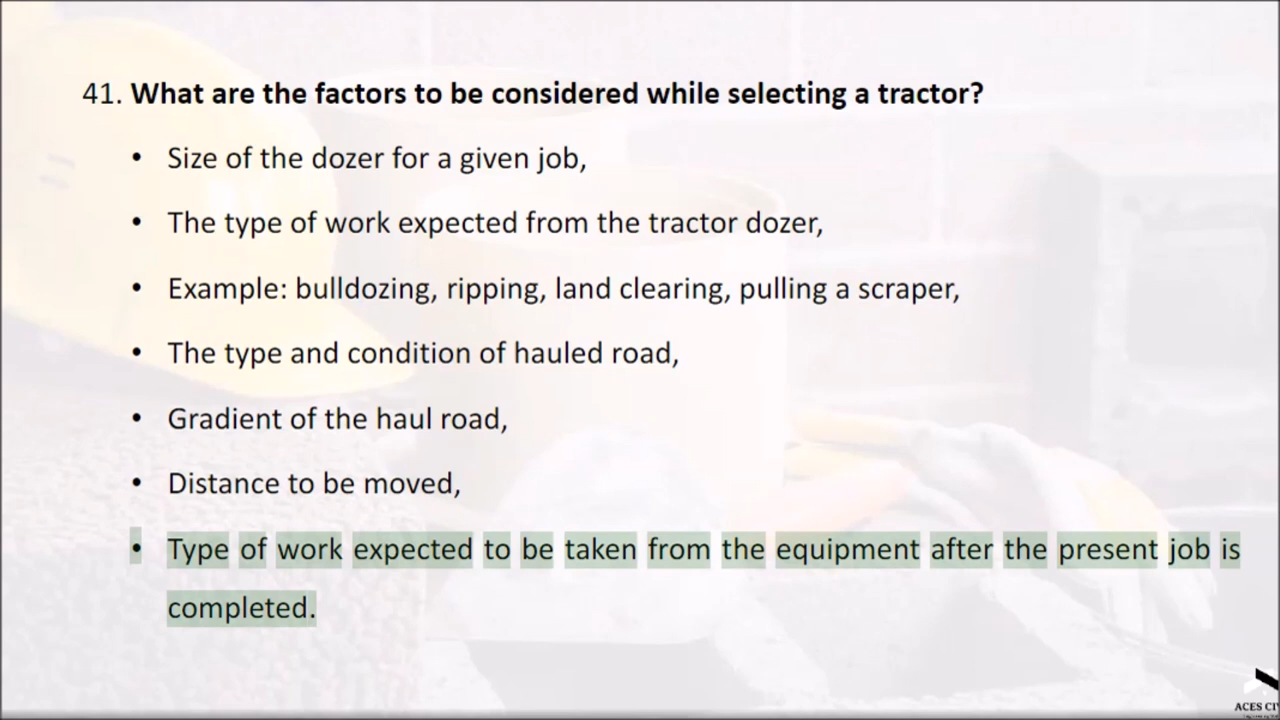 41. What are the factors to be considered while selecting a tractor?
• Size of the dozer for a given job,
• The type of work expected from the tractor dozer,
• Example: bulldozing, ripping, land clearing, pulling a scraper,
• The type and condition of hauled road,
• Gradient of the haul road,
• Distance to be moved,
• Type of work expected to be taken from the equipment after the present job is
completed.
ACES CI